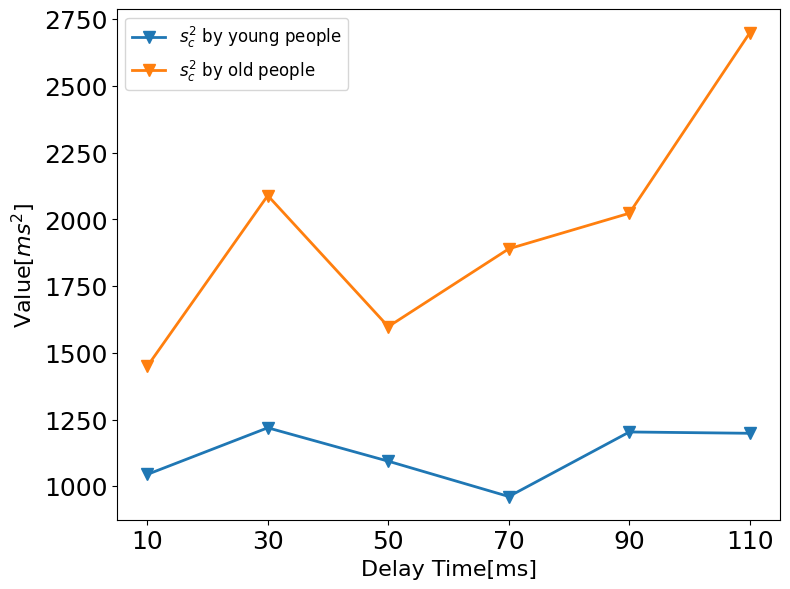 2750
2500
2250
2000
1750
1500
1250
1000
Value[$ms^2$]
$s_c^2$ by young people
$s_c^2$ by old people
10 30 50 70 90 110
Delay Time[ms]